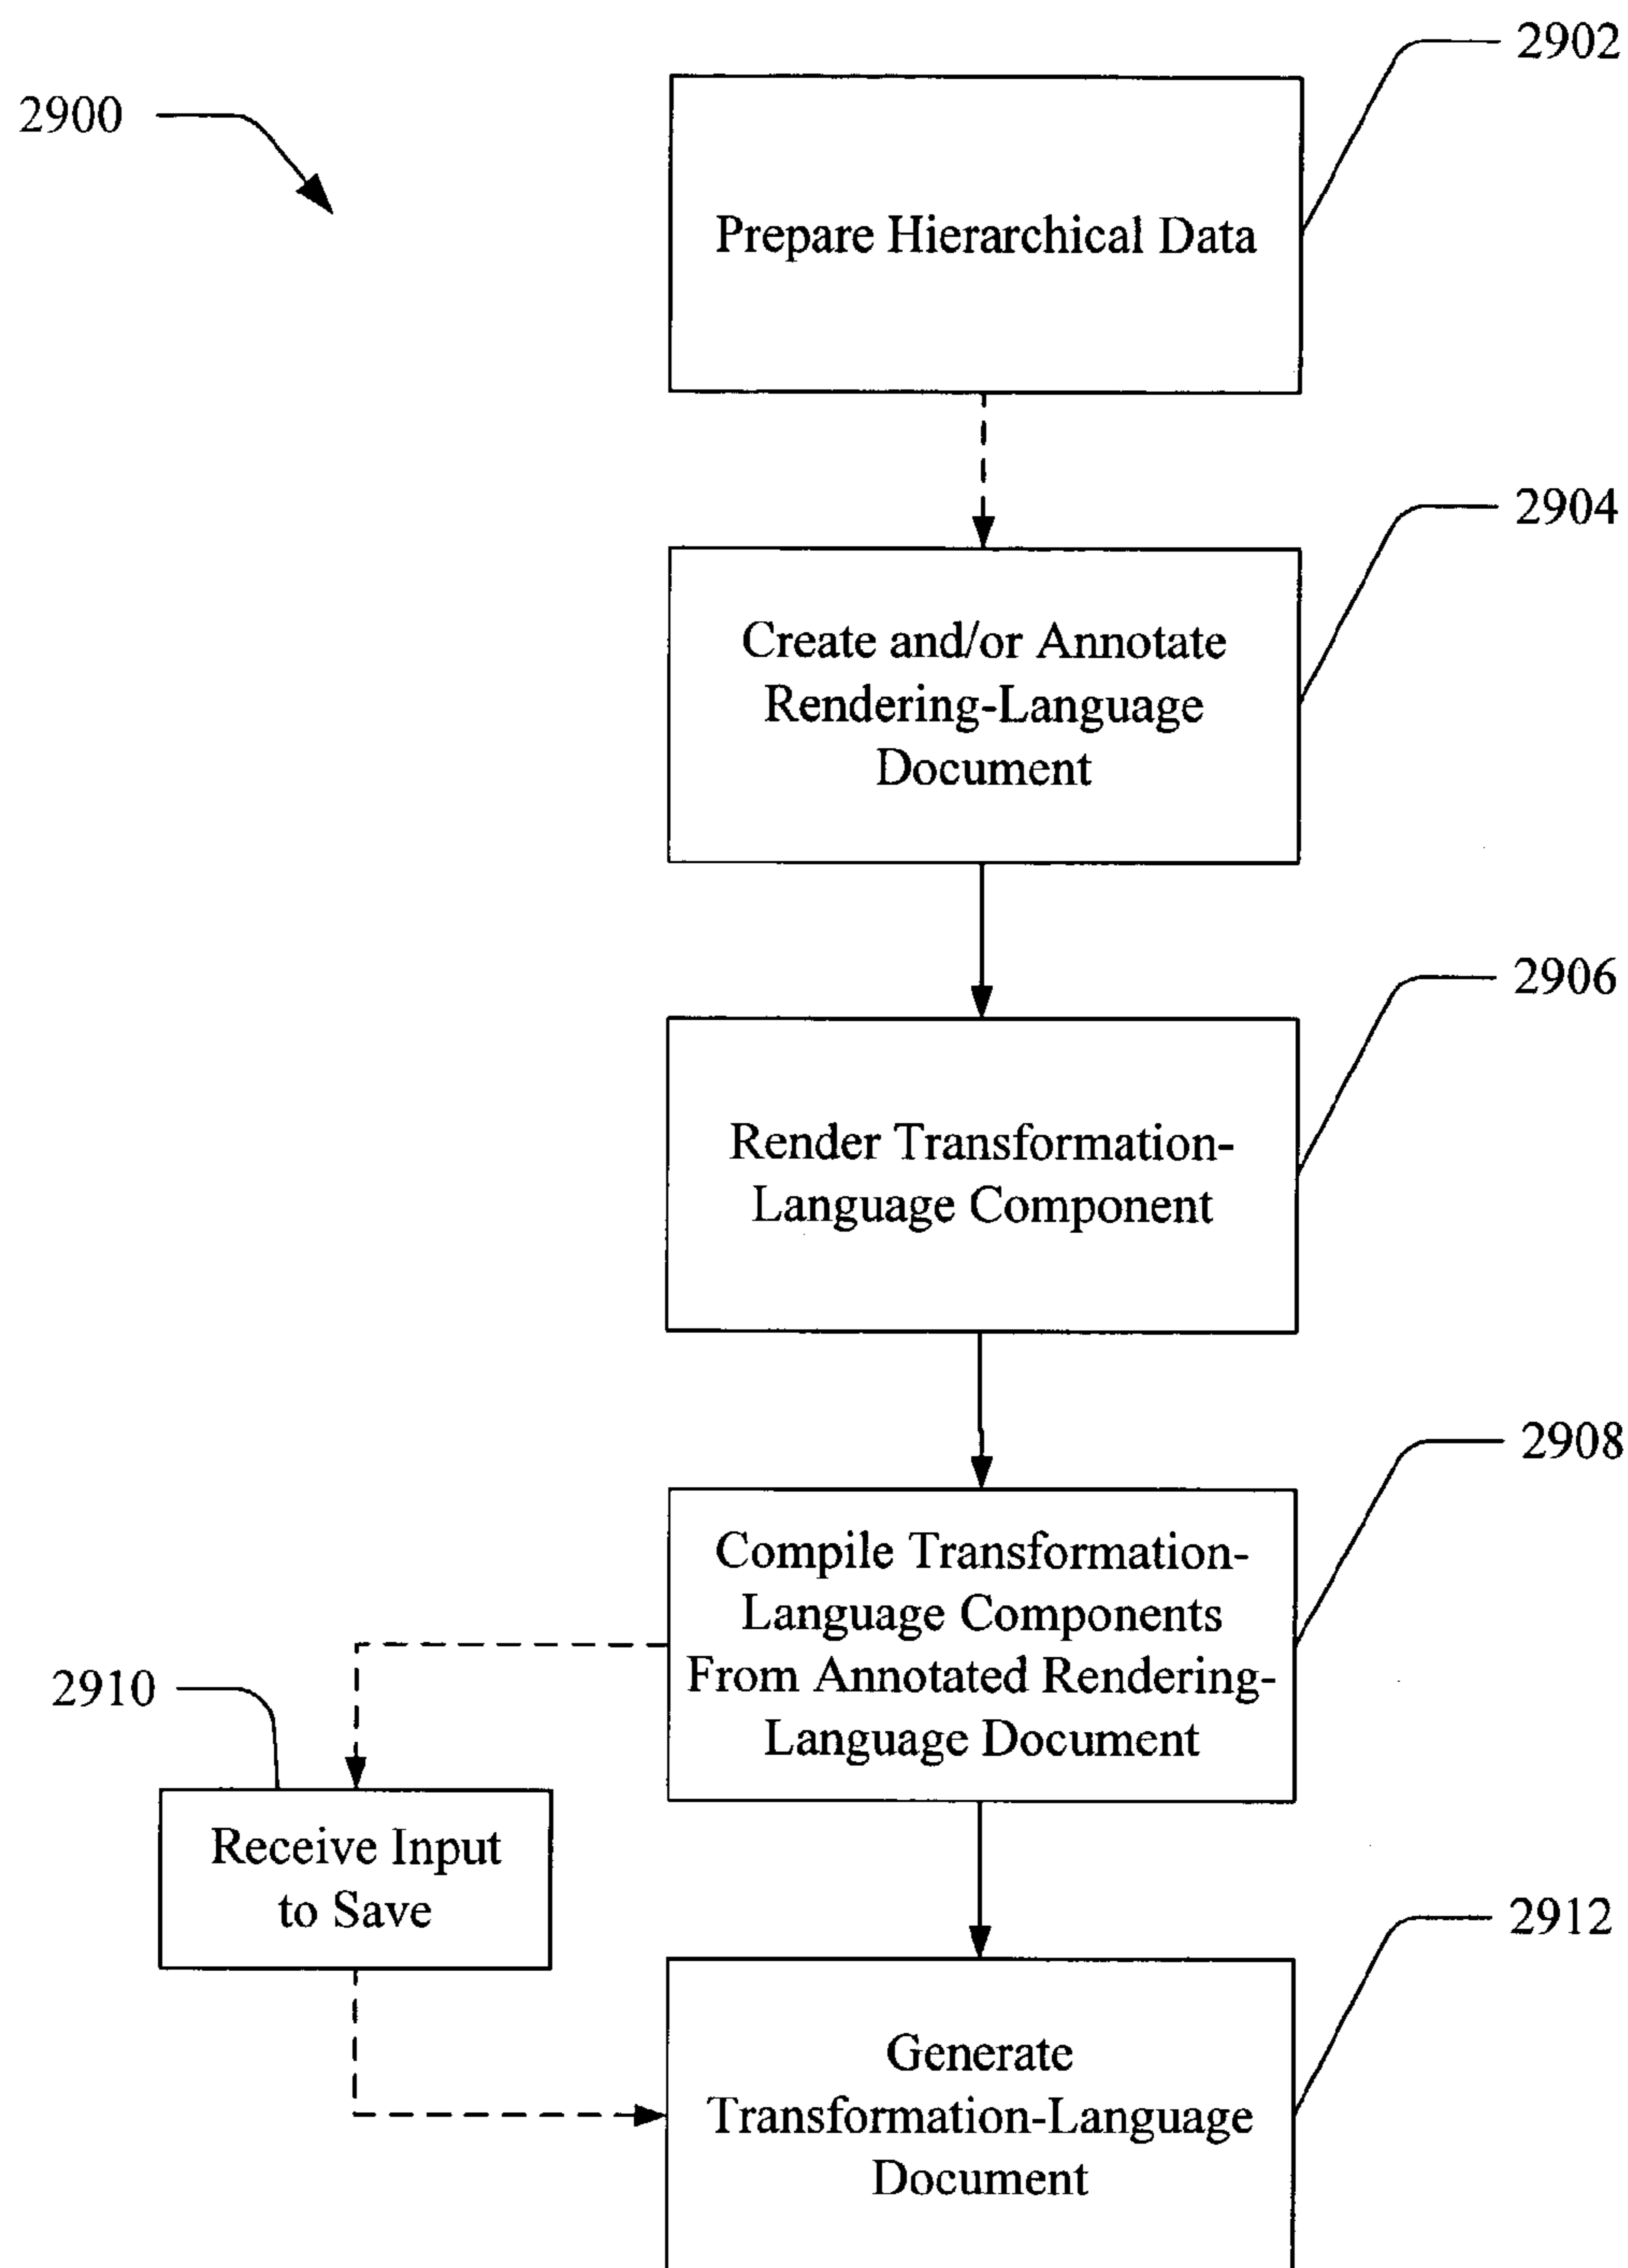 2902
2900
Prepare Hierarchical Data
2904
Create and/or Annotate
Rendering-Language
Document
2906
Render Transformation-
Language Component
2908
Compile Transformation-
Language Components
From Annotated Rendering-
Language Document
2910
Receive Input
to Save
2912
Generate
Transformation-Language
Document